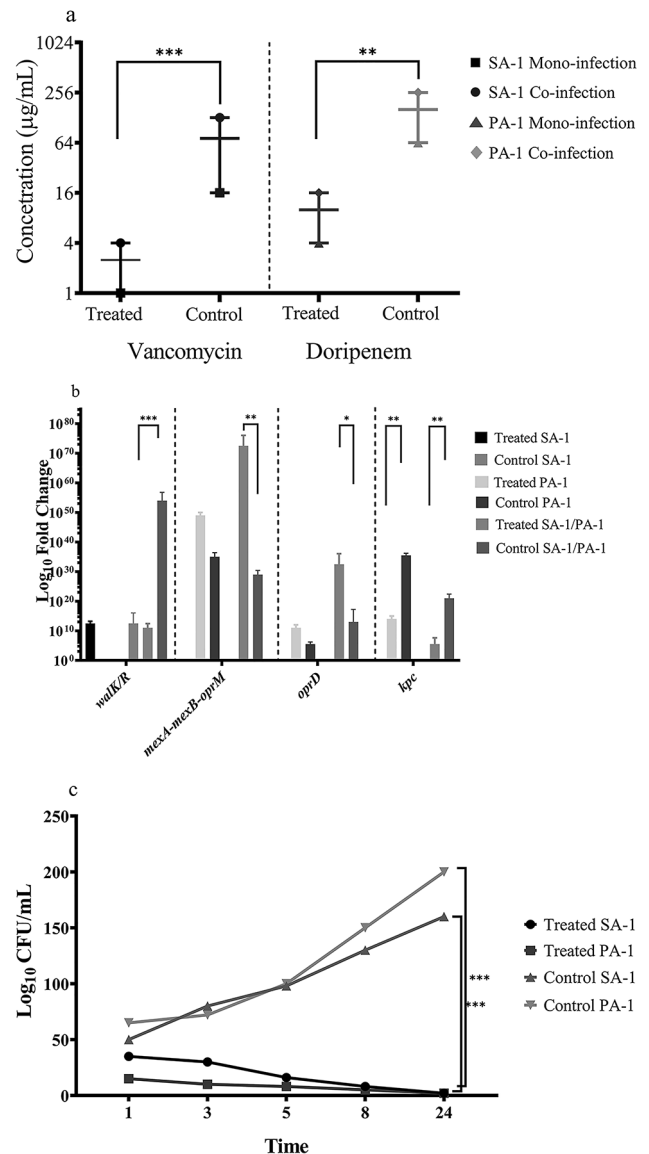 a
Concetration (µg/mL)
1024
256
64
16
4
1
***
**
Treated
Control
Treated
Control
Vancomycin
Doripenem
SA-1 Mono-infection
SA-1 Co-infection
PA-1 Mono-infection
PA-1 Co-infection
b
Log10 Fold Change
10^80
10^70
10^60
10^50
10^40
10^30
10^20
10^10
10^0
***
**
*
**
**
walK/R
mexA-mexB-oprM
oprD
kpc
Treated SA-1
Control SA-1
Treated PA-1
Control PA-1
Treated SA-1/PA-1
Control SA-1/PA-1
c
Log10 CFU/mL
250
200
150
100
50
0
1
3
5
8
24
Time
***
***
Treated SA-1
Treated PA-1
Control SA-1
Control PA-1